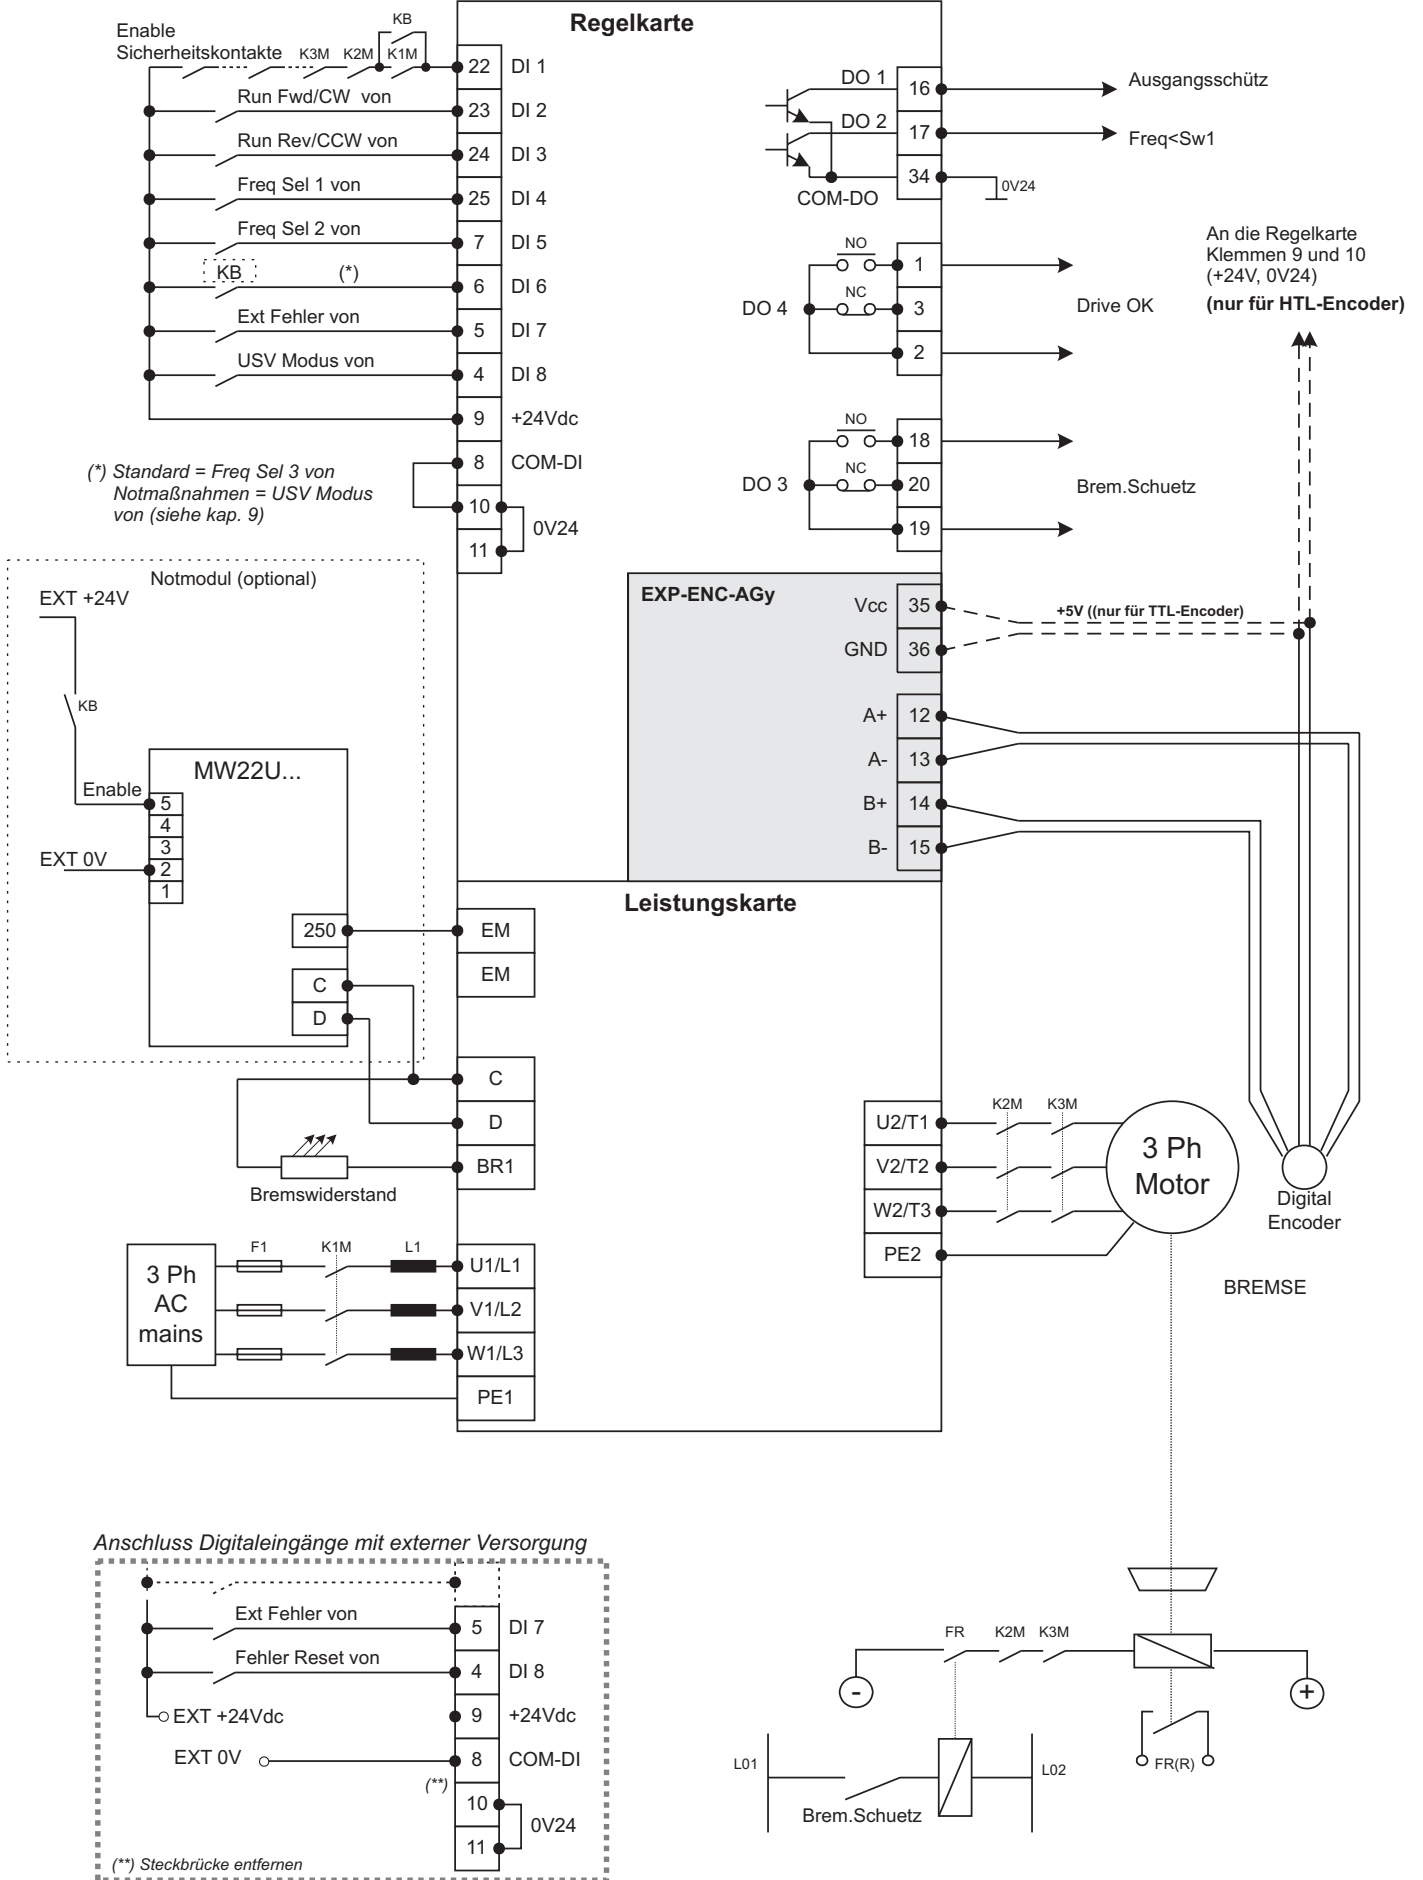 Regelkarte
Enable
Sicherheitskontakte
K3M
K2M
K1M
KB
22
DI 1
Run Fwd/CW von
23
DI 2
Run Rev/CCW von
24
DI 3
Freq Sel 1 von
25
DI 4
Freq Sel 2 von
7
DI 5
KB
(*)
6
DI 6
Ext Fehler von
5
DI 7
USV Modus von
4
DI 8
9
+24Vdc
8
COM-DI
10
11
0V24
(*) Standard = Freq Sel 3 von
Notmaßnahmen = USV Modus
von (siehe kap. 9)
DO 1
16
Ausgangsschütz
DO 2
17
Freq<Sw1
34
COM-DO
0V24
NO
1
NC
3
DO 4
Drive OK
2
NO
18
NC
20
DO 3
Brem.Schuetz
19
An die Regelkarte
Klemmen 9 und 10
(+24V, 0V24)
(nur für HTL-Encoder)
EXP-ENC-AGy
Vcc
35
+5V ((nur für TTL-Encoder)
GND
36
A+
12
A-
13
B+
14
B-
15
Notmodul (optional)
EXT +24V
KB
MW22U...
Enable
5
4
3
EXT 0V
2
1
250
C
D
Leistungskarte
EM
EM
C
D
BR1
Bremswiderstand
3 Ph
AC
mains
F1
K1M
L1
U1/L1
V1/L2
W1/L3
PE1
U2/T1
V2/T2
W2/T3
PE2
K2M
K3M
3 Ph
Motor
Digital
Encoder
BREMSE
Anschluss Digitaleingänge mit externer Versorgung
Ext Fehler von
5
DI 7
Fehler Reset von
4
DI 8
EXT +24Vdc
9
+24Vdc
EXT 0V
8
COM-DI
(**)
10
11
0V24
(**) Steckbrücke entfernen
FR
K2M
K3M
-
+
FR(R)
L01
L02
Brem.Schuetz